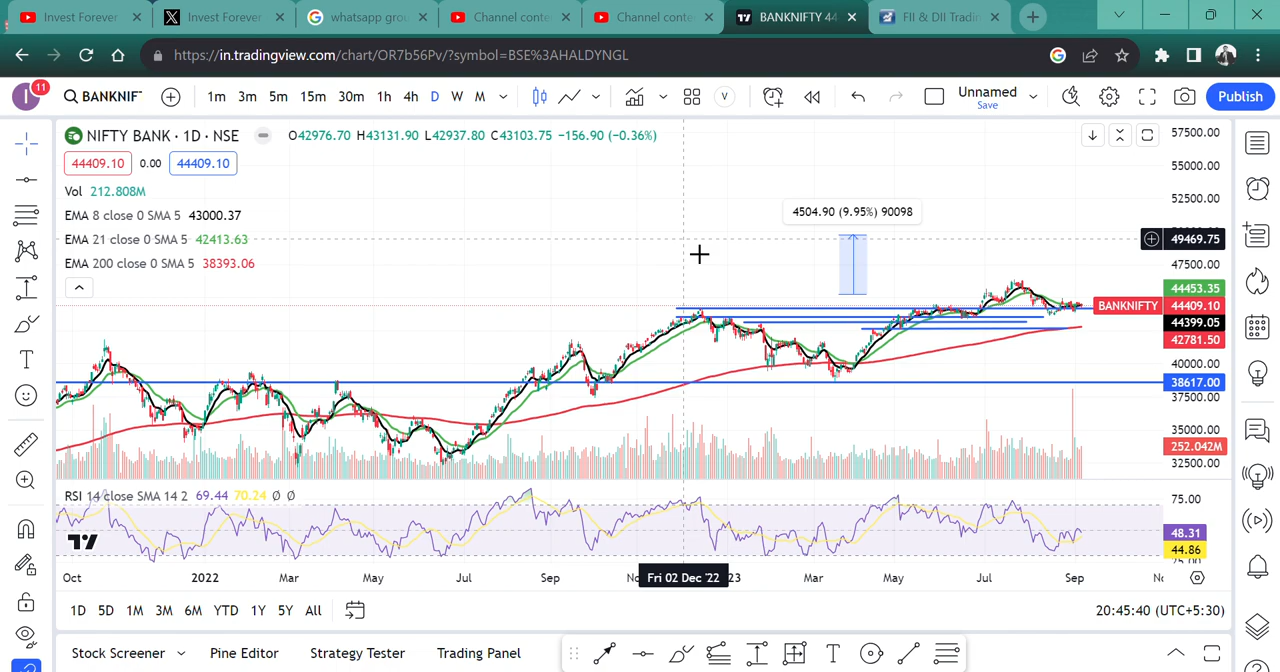 Invest Forever
Invest Forever
whatsapp grou
Channel conte
Channel conte
BANKNIFTY 44
FII & DII Tradin
https://in.tradingview.com/chart/OR7b56Pv/?symbol=BSE%3AHALDYNGL
I 11 BANKNIF 1m 3m 5m 15m 30m 1h 4h D W M V Unnamed Save Publish
NIFTY BANK · 1D · NSE O42976.70 H43131.90 L42937.80 C43103.75 −156.90 (−0.36%)
44409.10 0.00 44409.10
Vol 212.808M
EMA 8 close 0 SMA 5 43000.37
EMA 21 close 0 SMA 5 42413.63
EMA 200 close 0 SMA 5 38393.06
4504.90 (9.95%) 90098
57500.00
55000.00
52500.00
49469.75
47500.00
44453.35
BANKNIFTY 44409.10
44399.05
42781.50
40000.00
38617.00
37500.00
35000.00
252.042M
32500.00
RSI 14 close SMA 14 2 69.44 70.24 Ø Ø
75.00
48.31
44.86
Oct 2022 Mar May Jul Sep Fri 02 Dec '22 23 Mar May Jul Sep
1D 5D 1M 3M 6M YTD 1Y 5Y All 20:45:40 (UTC+5:30)
Stock Screener Pine Editor Strategy Tester Trading Panel